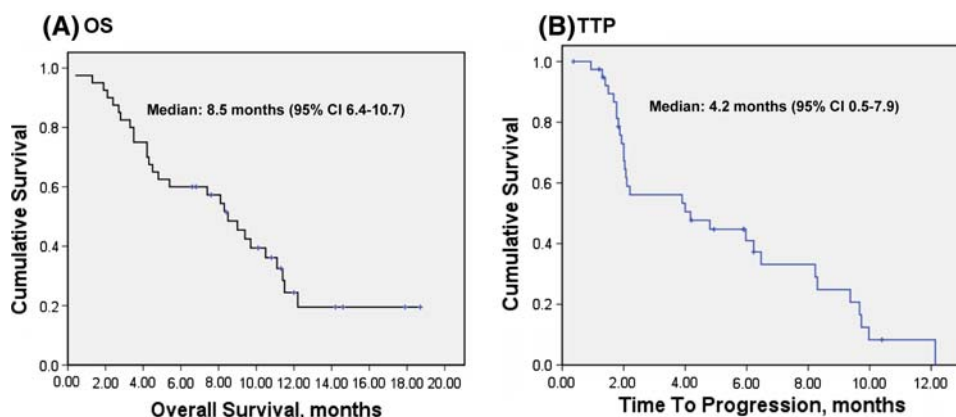 (A) OS
Cumulative Survival
1.0
0.8
0.6
0.4
0.2
0.0
Median: 8.5 months (95% CI 6.4-10.7)
0.00 2.00 4.00 6.00 8.00 10.00 12.00 14.00 16.00 18.00 20.00
Overall Survival, months
(B) TTP
Cumulative Survival
1.0
0.8
0.6
0.4
0.2
0.0
Median: 4.2 months (95% CI 0.5-7.9)
0.00 2.00 4.00 6.00 8.00 10.00 12.00
Time To Progression, months